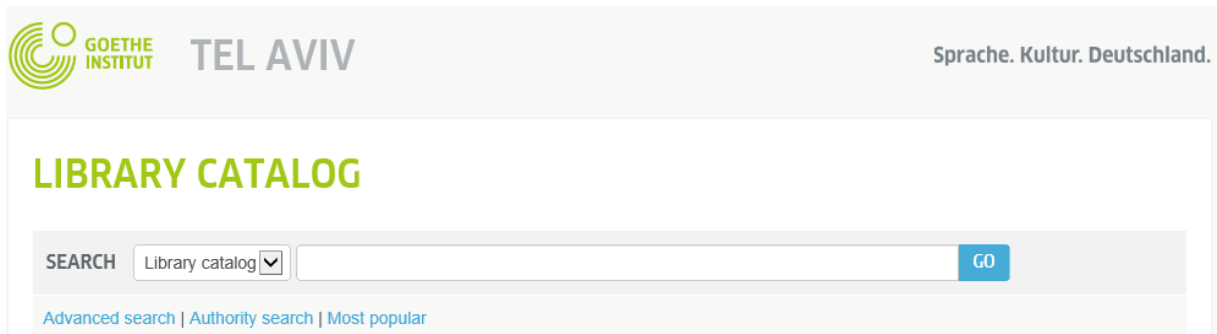 GOETHE
INSTITUT
TEL AVIV
Sprache. Kultur. Deutschland.
LIBRARY CATALOG
SEARCH Library catalog GO
Advanced search | Authority search | Most popular